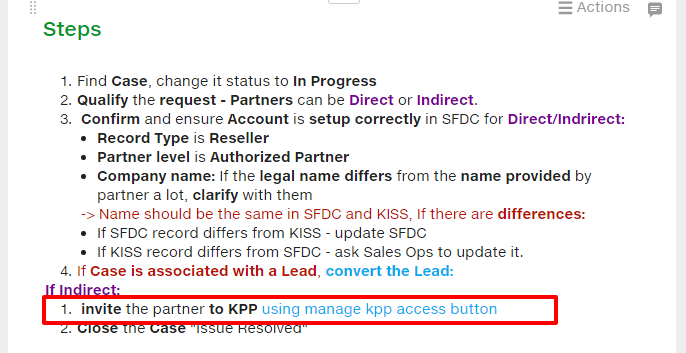 Actions
Steps
1. Find Case, change it status to In Progress
2. Qualify the request - Partners can be Direct or Indirect.
3. Confirm and ensure Account is setup correctly in SFDC for Direct/Indrirect:
• Record Type is Reseller
• Partner level is Authorized Partner
• Company name: If the legal name differs from the name provided by
partner a lot, clarify with them
-> Name should be the same in SFDC and KISS, If there are differences:
• If SFDC record differs from KISS - update SFDC
• If KISS record differs from SFDC - ask Sales Ops to update it.
4. If Case is associated with a Lead, convert the Lead:
If Indirect:
1. invite the partner to KPP using manage kpp access button
2. Close the Case "Issue Resolved"